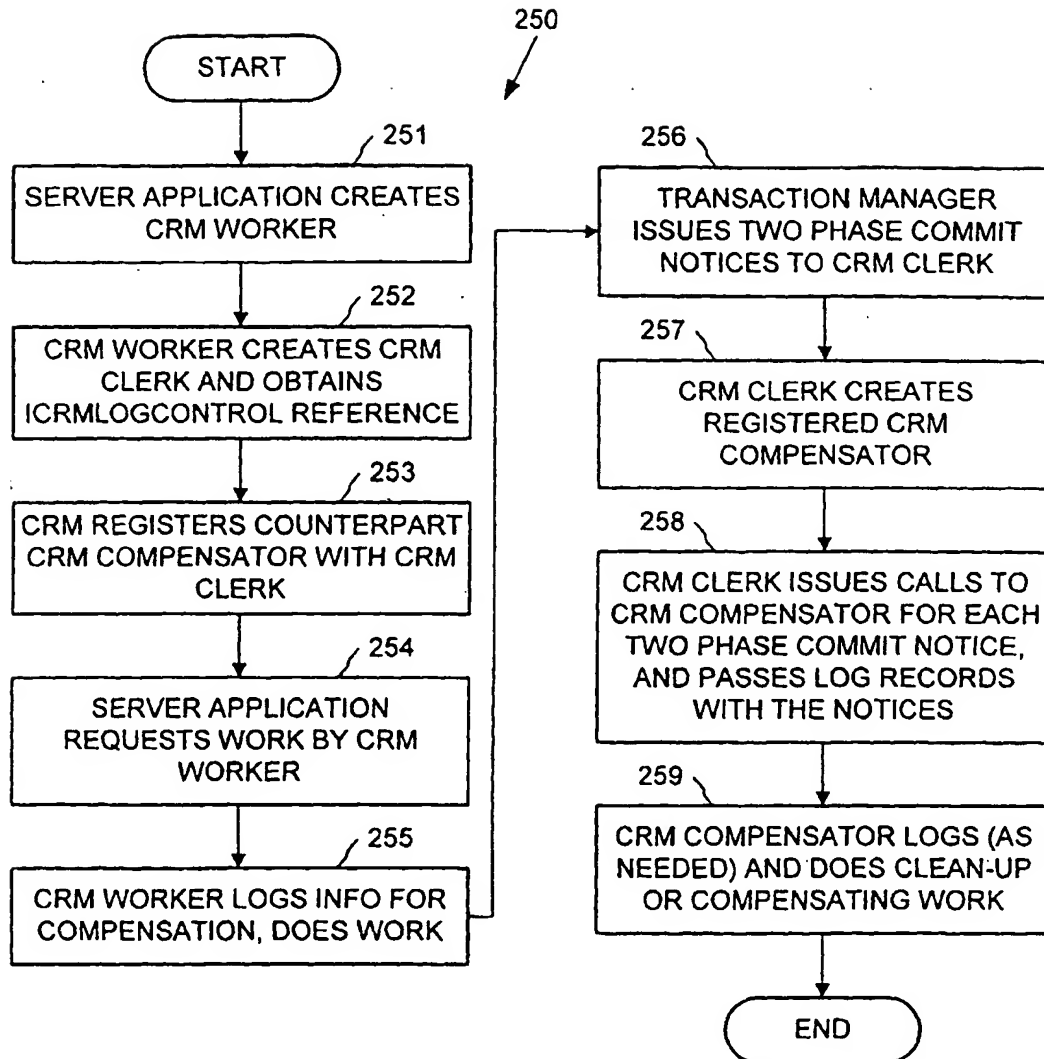 250
START
251
SERVER APPLICATION CREATES
CRM WORKER
252
CRM WORKER CREATES CRM
CLERK AND OBTAINS
ICRMLOGCONTROL REFERENCE
253
CRM REGISTERS COUNTERPART
CRM COMPENSATOR WITH CRM
CLERK
254
SERVER APPLICATION
REQUESTS WORK BY CRM
WORKER
255
CRM WORKER LOGS INFO FOR
COMPENSATION, DOES WORK
256
TRANSACTION MANAGER
ISSUES TWO PHASE COMMIT
NOTICES TO CRM CLERK
257
CRM CLERK CREATES
REGISTERED CRM
COMPENSATOR
258
CRM CLERK ISSUES CALLS TO
CRM COMPENSATOR FOR EACH
TWO PHASE COMMIT NOTICE,
AND PASSES LOG RECORDS
WITH THE NOTICES
259
CRM COMPENSATOR LOGS (AS
NEEDED) AND DOES CLEAN-UP
OR COMPENSATING WORK
END